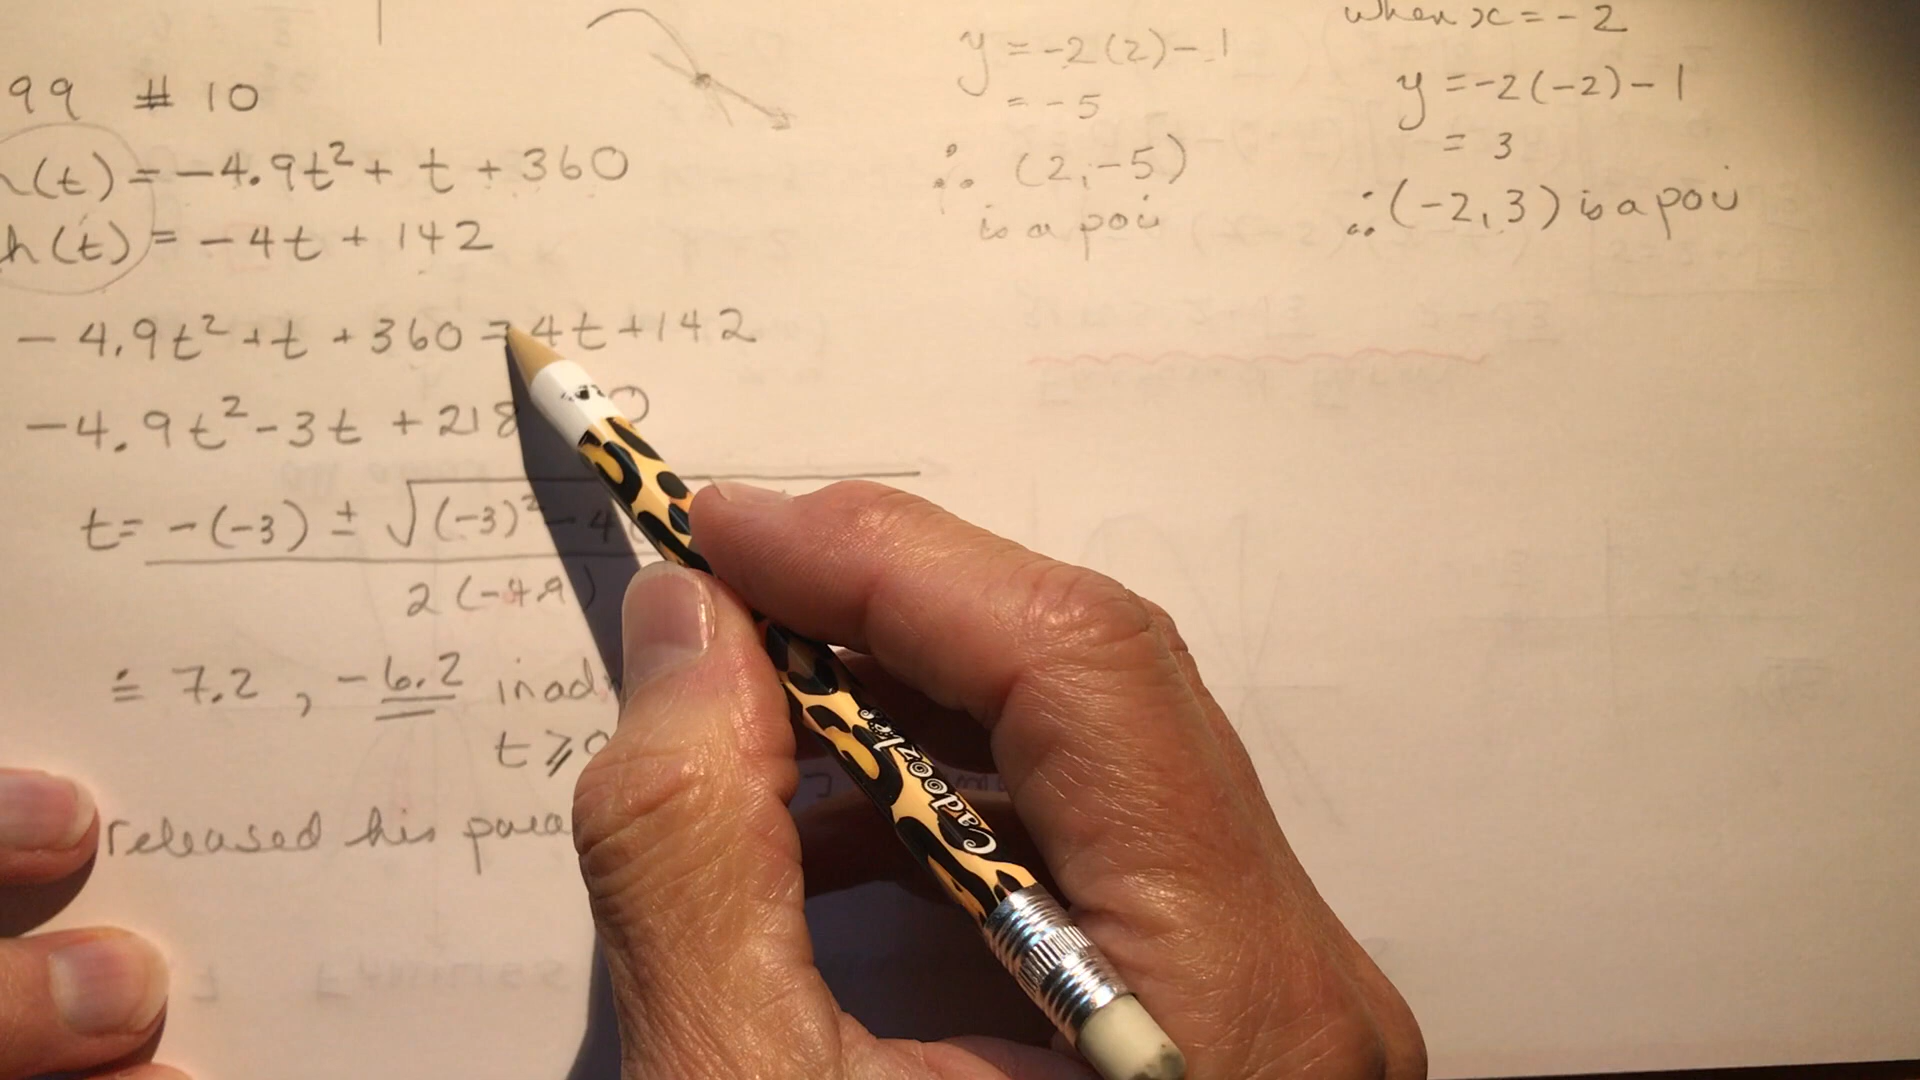 99 # 10
h(t) = -4.9t² + t + 360
h(t) = -4t + 142
-4.9t² + t + 360 = 4t + 142
-4.9t² - 3t + 218 0
t = -(-3) ± √(-3)² - 4
2(-4.9)
≐ 7.2 , -6.2
t ⩾ 0
released his
y = -2(2) - 1
= -5
∴ (2, -5)
is a poi
when x = -2
y = -2(-2) - 1
= 3
∴ (-2, 3) is a poi
Cadoozles